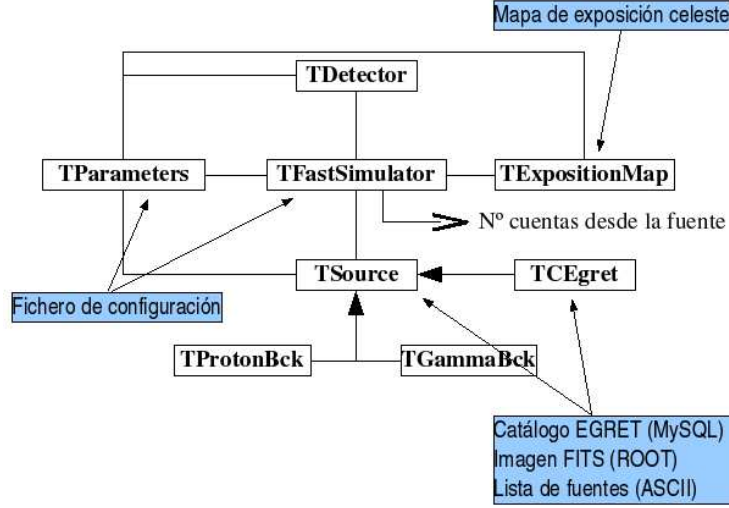 Mapa de exposición celeste
TDetector
TParameters
TFastSimulator
TExpositionMap
Nº cuentas desde la fuente
TSource
TCEgret
Fichero de configuración
TProtonBck
TGammaBck
Catálogo EGRET (MySQL)
Imagen FITS (ROOT)
Lista de fuentes (ASCII)